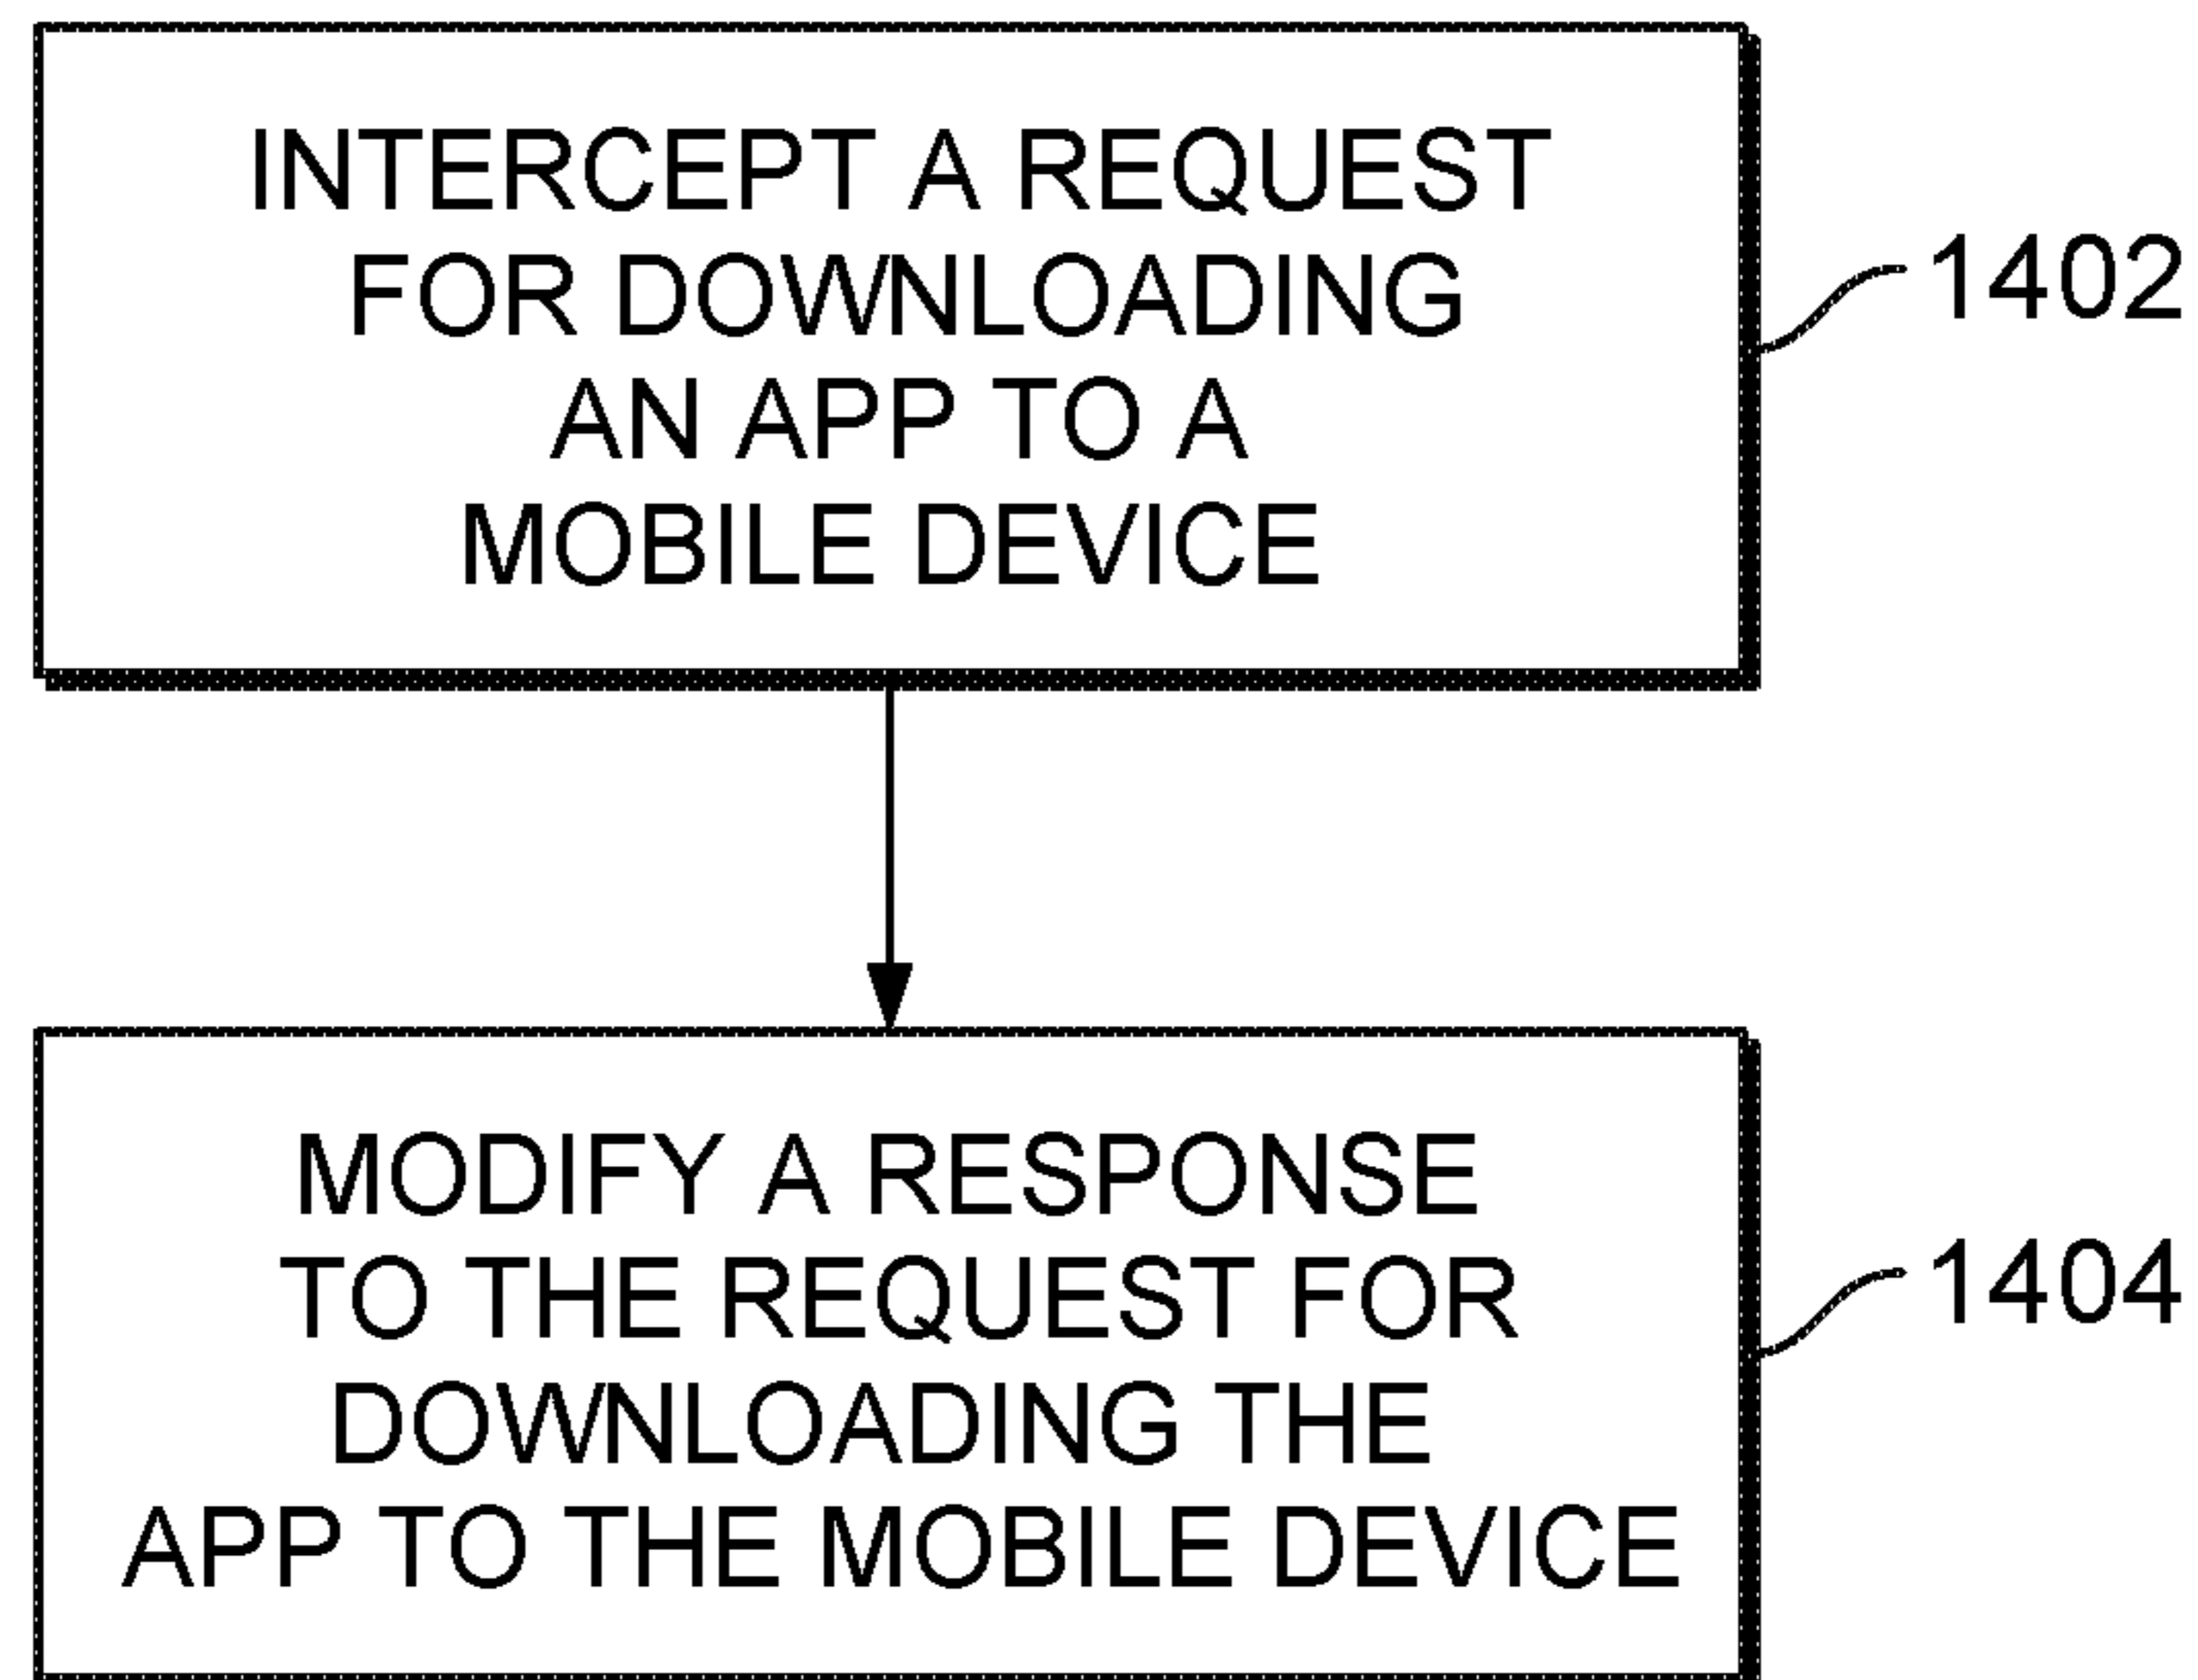 INTERCEPT A REQUEST
FOR DOWNLOADING
AN APP TO A
MOBILE DEVICE
1402
MODIFY A RESPONSE
TO THE REQUEST FOR
DOWNLOADING THE
APP TO THE MOBILE DEVICE
1404